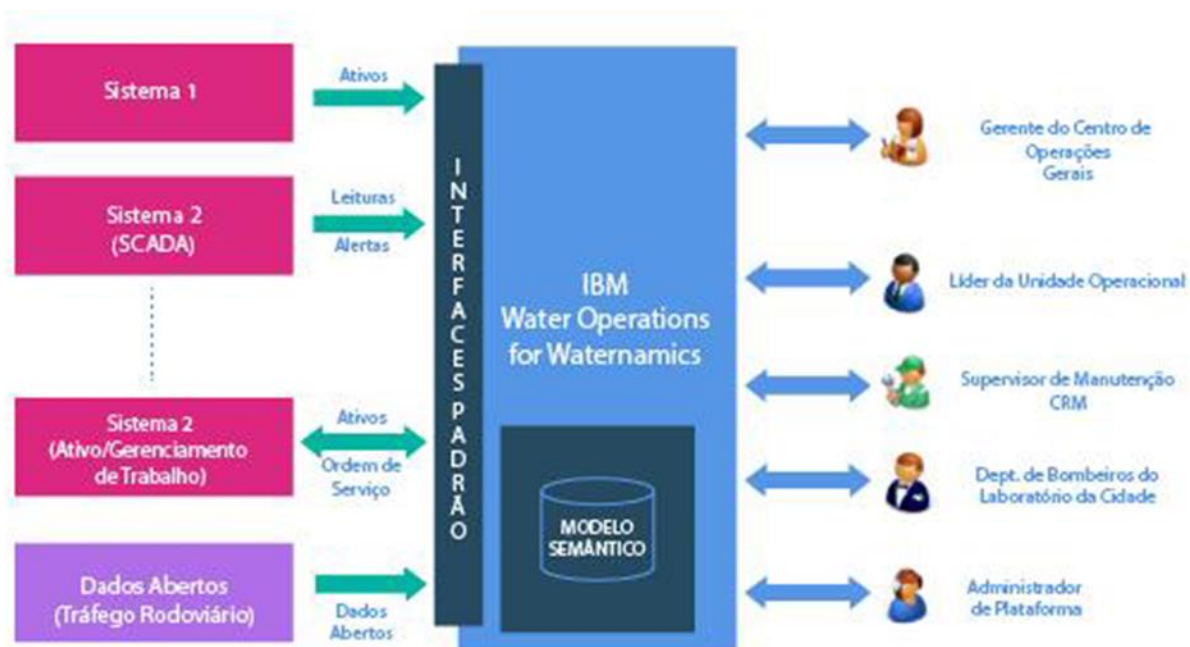 Sistema 1
Ativos
Sistema 2
(SCADA)
Leituras
Alertas
Sistema 2
(Ativo/Gerenciamento
de Trabalho)
Ativos
Ordem de
Serviço
Dados Abertos
(Tráfego Rodoviário)
Dados
Abertos
INTERFACES PADRÃO
IBM
Water Operations
for Waternamics
MODELO
SEMÂNTICO
Gerente do Centro de
Operações
Gerais
Líder da Unidade Operacional
Supervisor de Manutenção
CRM
Dept. de Bombeiros do
Laboratório da Cidade
Administrador
de Plataforma